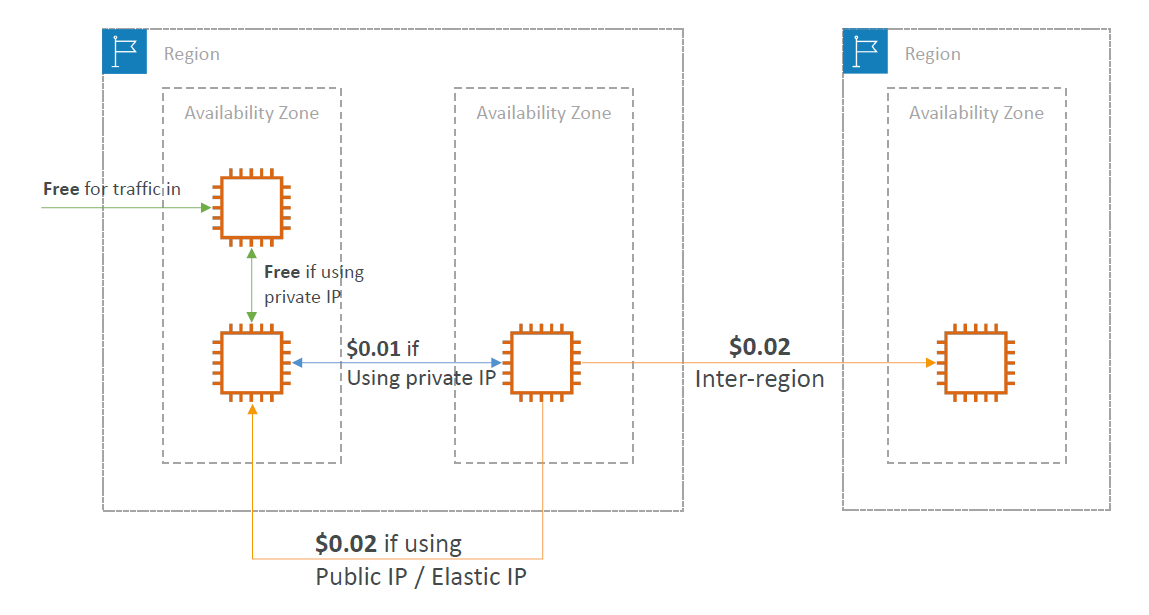 Region
Region
Availability Zone
Availability Zone
Availability Zone
Free for traffic in
Free if using
private IP
$0.01 if
Using private IP
$0.02
Inter-region
$0.02 if using
Public IP / Elastic IP